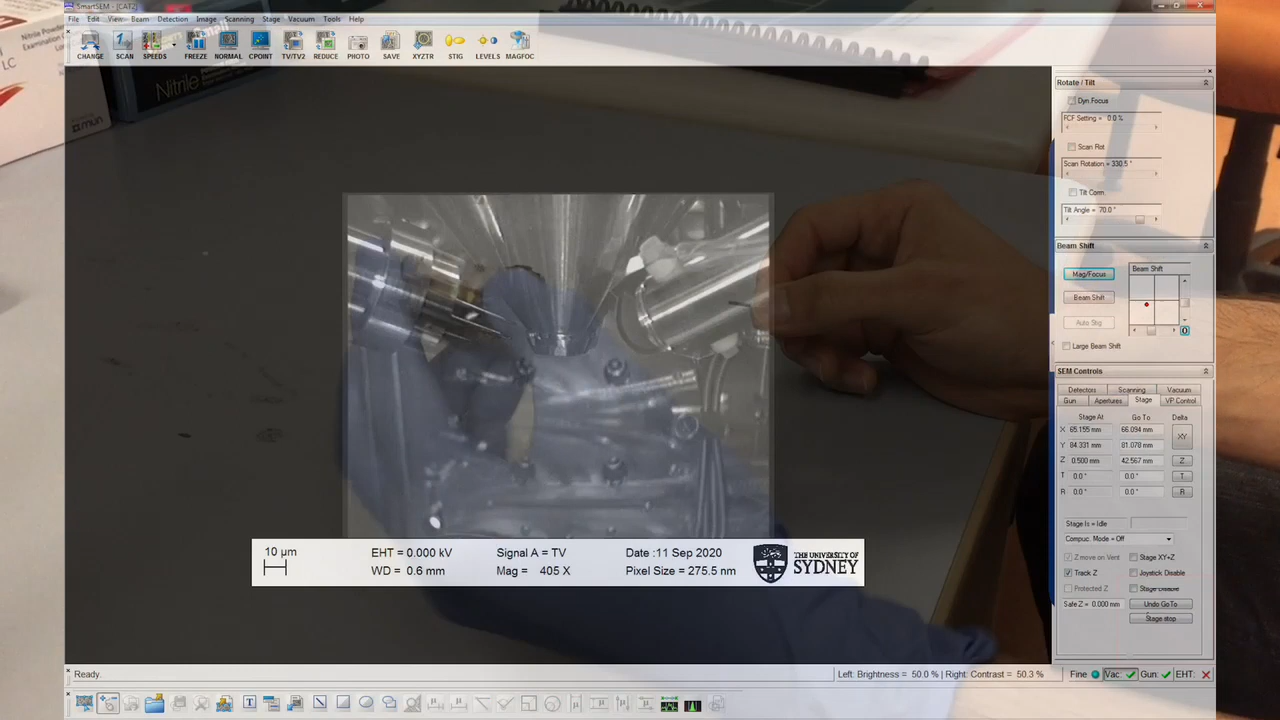 SmartSEM - [CAT2]
File Edit View Beam Detection Image Scanning Stage Vacuum Tools Help
CHANGE SCAN SPEEDS FREEZE NORMAL CPOINT TV/TV2 REDUCE PHOTO SAVE XYZTR STIG LEVELS MAGFOC
Nitrile
LC
Rotate / Tilt
Dyn.Focus
FCF Setting = 0.0 %
Scan Rot
Scan Rotation = 330.5 °
Tilt Corrn.
Tilt Angle = 70.0 °
Beam Shift
Mag/Focus
Beam Shift
Beam Shift
Auto Stig
0
Large Beam Shift
SEM Controls
Detectors Scanning Vacuum
Gun Apertures Stage VP Control
Stage At Go To Delta
X 65.155 mm 66.094 mm XY
Y 84.331 mm 81.078 mm
Z 0.500 mm 42.567 mm Z
T 0.0 ° 0.0 ° T
R 0.0 ° 0.0 ° R
Stage Is = Idle
Compuc. Mode = Off
Z move on Vent Stage XY+Z
Track Z Joystick Disable
Protected Z Stage Disable
Safe Z = 0.000 mm Undo GoTo
Stage stop
10 µm EHT = 0.000 kV Signal A = TV Date :11 Sep 2020 THE UNIVERSITY OF
WD = 0.6 mm Mag = 405 X Pixel Size = 275.5 nm SYDNEY
Ready. Left: Brightness = 50.0 % | Right: Contrast = 50.3 % Fine Vac: Gun: EHT: